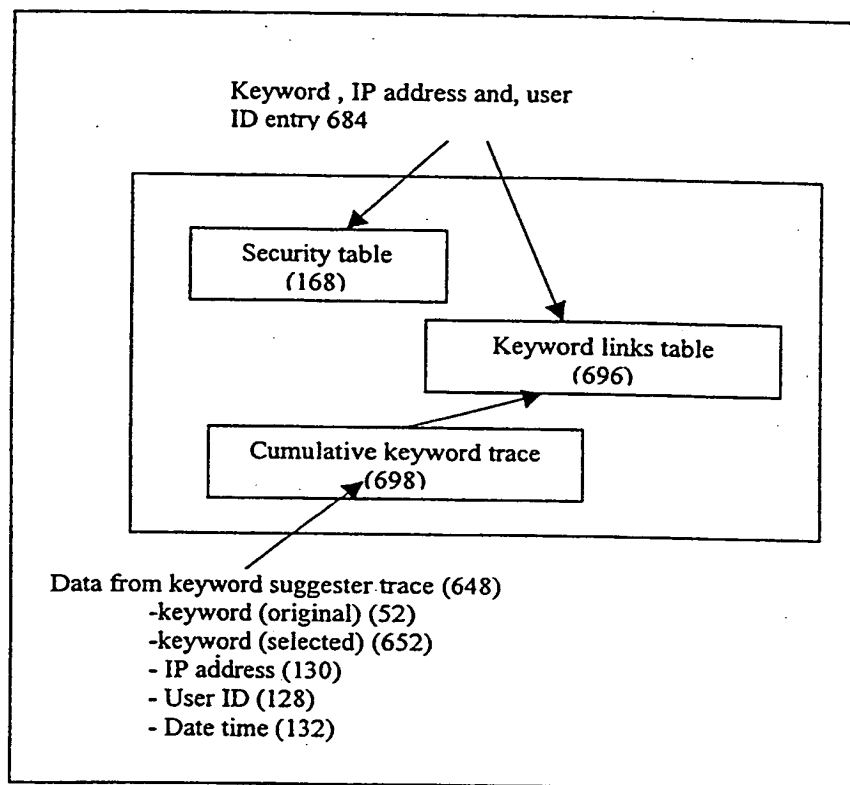 Keyword , IP address and, user
ID entry 684
Security table
(168)
Keyword links table
(696)
Cumulative keyword trace
(698)
Data from keyword suggester trace (648)
-keyword (original) (52)
-keyword (selected) (652)
- IP address (130)
- User ID (128)
- Date time (132)